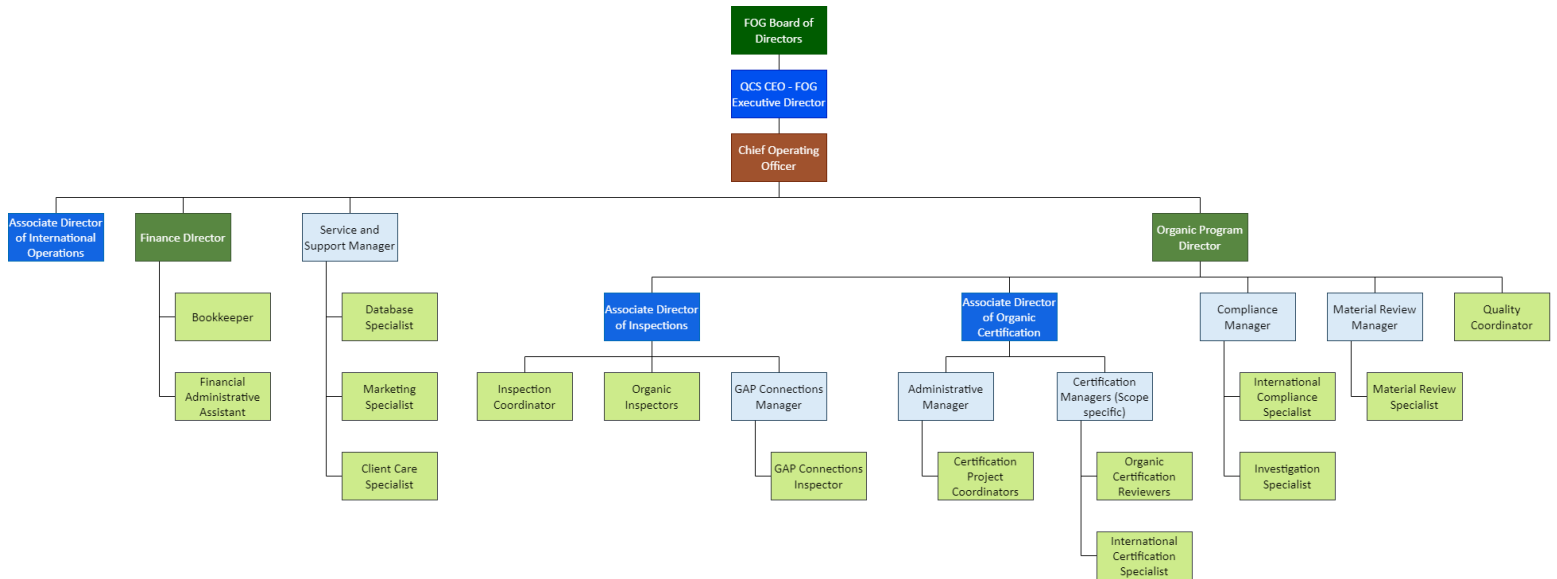 FOG Board of
Directors
QCS CEO - FOG
Executive Director
Chief Operating
Officer
Associate Director
of International
Operations
Finance DIrector
Service and
Support Manager
Organic Program
Director
Bookkeeper
Database
Specialist
Associate Director
of Inspections
Associate Director
of Organic
Certification
Compliance
Manager
Material Review
Manager
Quality
Coordinator
Financial
Administrative
Assistant
Marketing
Specialist
Inspection
Coordinator
Organic
Inspectors
GAP Connections
Manager
Administrative
Manager
Certification
Managers (Scope
specific)
International
Compliance
Specialist
Material Review
Specialist
Client Care
Specialist
GAP Connections
Inspector
Certification
Project
Coordinators
Organic
Certification
Reviewers
Investigation
Specialist
International
Certification
Specialist